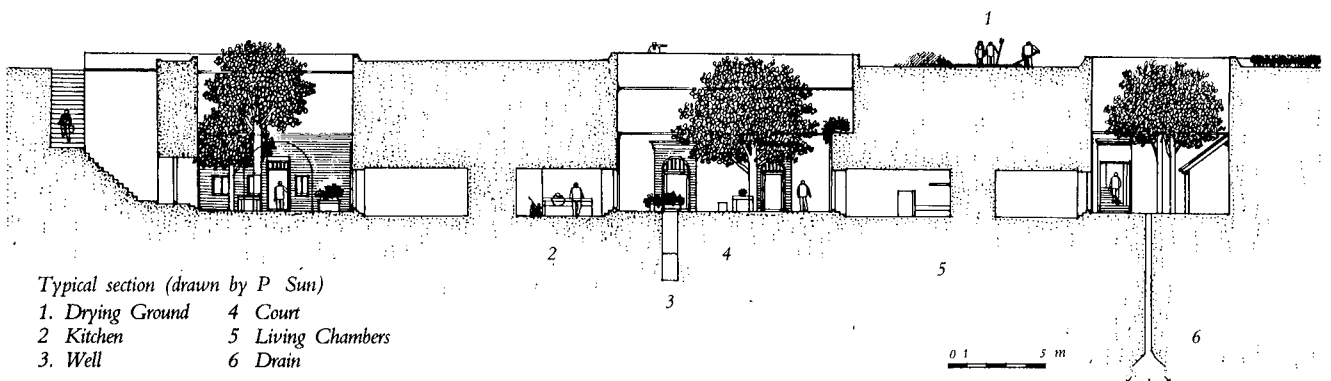 1
2
3
4
5
6
Typical section (drawn by P Sun)
1. Drying Ground 4 Court
2 Kitchen 5 Living Chambers
3. Well 6 Drain
0 1 5 m